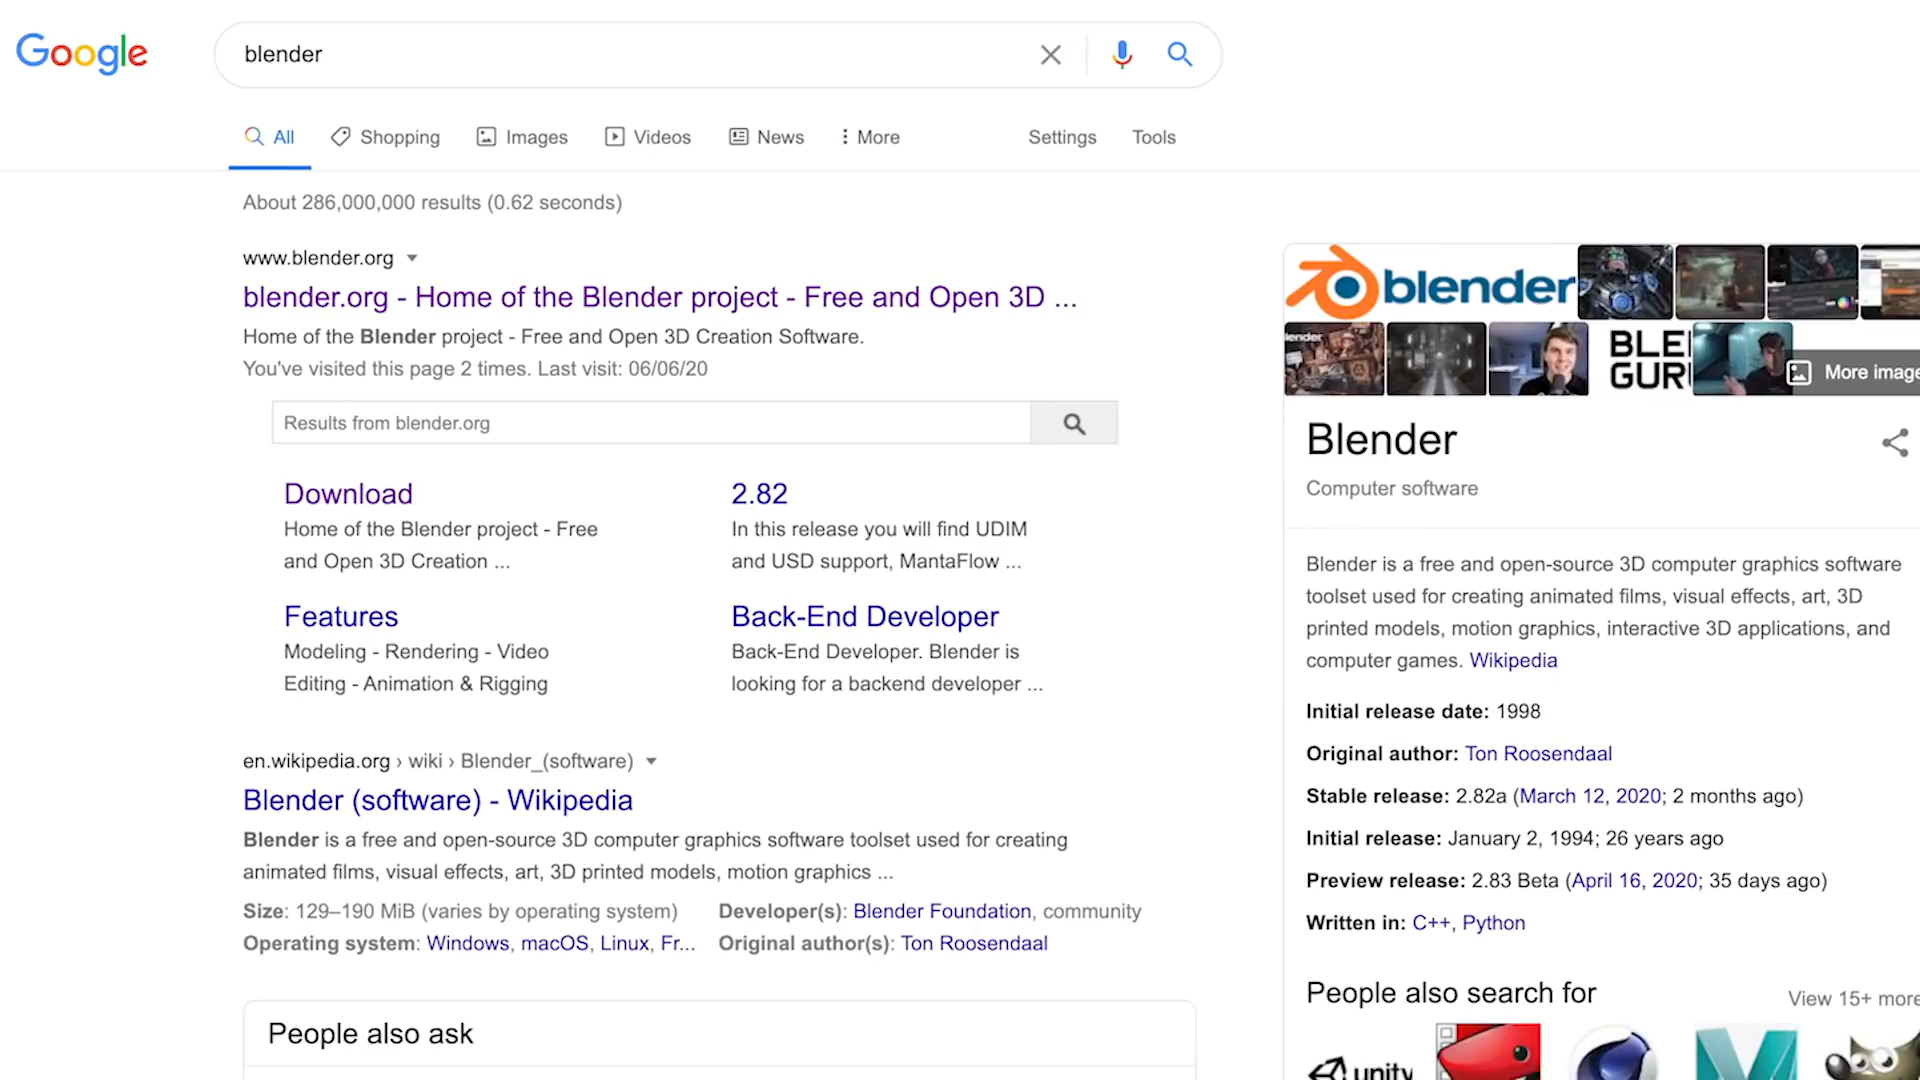 Google
blender
All
Shopping
Images
Videos
News
More
Settings
Tools
About 286,000,000 results (0.62 seconds)
www.blender.org
blender.org - Home of the Blender project - Free and Open 3D ...
Home of the Blender project - Free and Open 3D Creation Software.
You've visited this page 2 times. Last visit: 06/06/20
Results from blender.org
Download
Home of the Blender project - Free
and Open 3D Creation ...
2.82
In this release you will find UDIM
and USD support, MantaFlow ...
Features
Modeling - Rendering - Video
Editing - Animation & Rigging
Back-End Developer
Back-End Developer. Blender is
looking for a backend developer ...
en.wikipedia.org › wiki › Blender_(software)
Blender (software) - Wikipedia
Blender is a free and open-source 3D computer graphics software toolset used for creating
animated films, visual effects, art, 3D printed models, motion graphics ...
Size: 129–190 MiB (varies by operating system)
Developer(s): Blender Foundation, community
Operating system: Windows, macOS, Linux, Fr...
Original author(s): Ton Roosendaal
People also ask
blender
ender
BLE
GUR
More image
Blender
Computer software
Blender is a free and open-source 3D computer graphics software
toolset used for creating animated films, visual effects, art, 3D
printed models, motion graphics, interactive 3D applications, and
computer games. Wikipedia
Initial release date: 1998
Original author: Ton Roosendaal
Stable release: 2.82a (March 12, 2020; 2 months ago)
Initial release: January 2, 1994; 26 years ago
Preview release: 2.83 Beta (April 16, 2020; 35 days ago)
Written in: C++, Python
People also search for
View 15+ more
unity